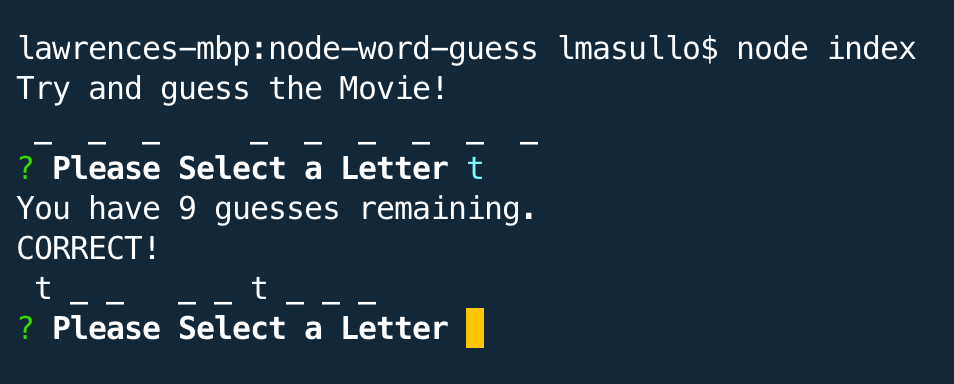 lawrences-mbp:node-word-guess lmasullo$ node index
Try and guess the Movie!
_ _ _   _ _ _ _ _ _
? Please Select a Letter t
You have 9 guesses remaining.
CORRECT!
t _ _   _ _ t _ _ _
? Please Select a Letter